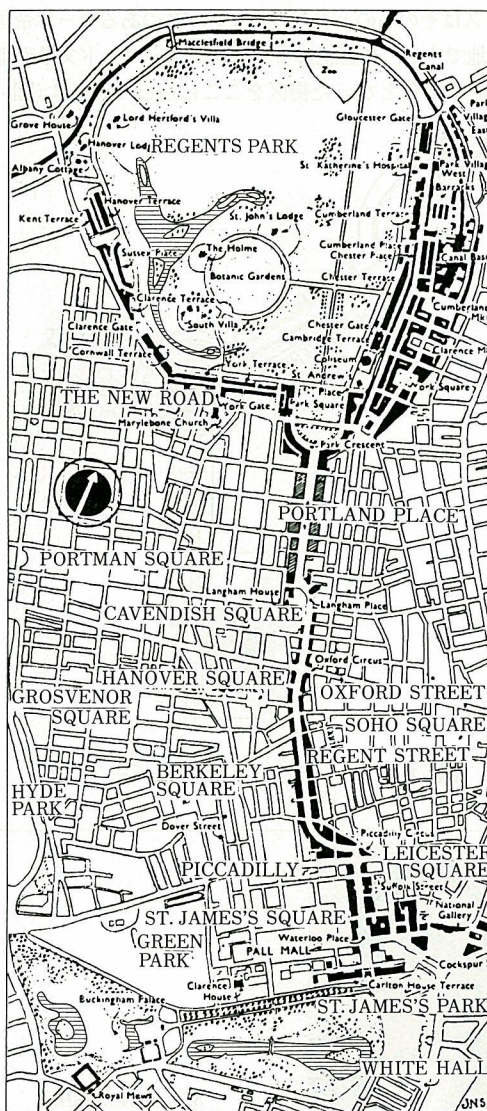 Macclesfield Bridge
Regents
Canal
Zoo
Gloucester Gate
Park
Village
East
Grove House
Lord Hertford's Villa
Hanover Lod
REGENTS PARK
St Katherine's Hospital
Park Villag
West
Barracks
Albany Cottage
Hanover Terrace
Kent Terrace
St. John's Lodge
Cumberland Terrace
Sussex Place
The Holme
Cumberland Place
Chester Place
Canal Basi
Botanic Gardens
Chester Terrace
Clarence Terrace
Cumberland
Mk
South Villa
Clarence Gate
Chester Gate
Cambridge Terrace
Clarence M
Cornwall Terrace
Coliseum
York Terrace
St. Andrew
Place
York Square
THE NEW ROAD
York Gate
Park Square
Marylebone Church
Park Crescent
PORTLAND PLACE
PORTMAN SQUARE
Langham House
Langham Place
CAVENDISH SQUARE
Oxford Circus
HANOVER SQUARE
GROSVENOR
SQUARE
OXFORD STREET
SOHO SQUARE
REGENT STREET
BERKELEY
SQUARE
HYDE
PARK
Dover Street
Piccadilly Circus
PICCADILLY
LEICESTER
SQUARE
Suffolk Street
National
Gallery
ST. JAMES'S SQUARE
GREEN
PARK
Waterloo Place
PALL MALL
Cockspur
Clarence
House
Carlton House Terrace
Buckingham Palace
ST. JAMES'S PARK
WHITE HALL
Royal Mews
JNS